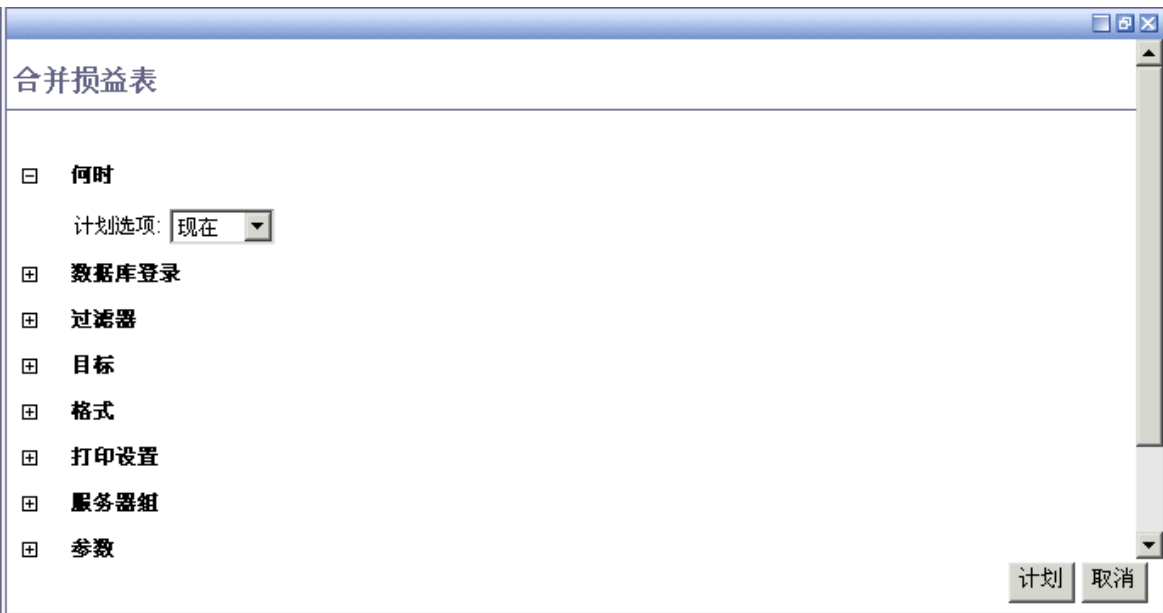 合并损益表
何时
计划选项: 现在
数据库登录
过滤器
目标
格式
打印设置
服务器组
参数
计划 取消